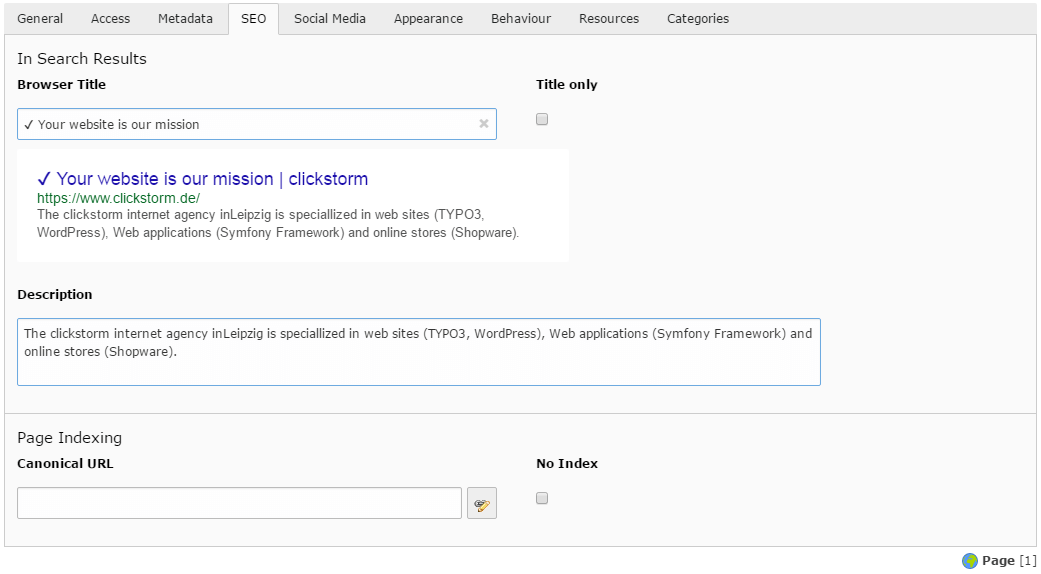 General Access Metadata SEO Social Media Appearance Behaviour Resources Categories
In Search Results
Browser Title Title only
✓ Your website is our mission
✓ Your website is our mission | clickstorm
https://www.clickstorm.de/
The clickstorm internet agency inLeipzig is speciallized in web sites (TYPO3,
WordPress), Web applications (Symfony Framework) and online stores (Shopware).
Description
The clickstorm internet agency inLeipzig is speciallized in web sites (TYPO3, WordPress), Web applications (Symfony Framework) and
online stores (Shopware).
Page Indexing
Canonical URL No Index
Page [1]